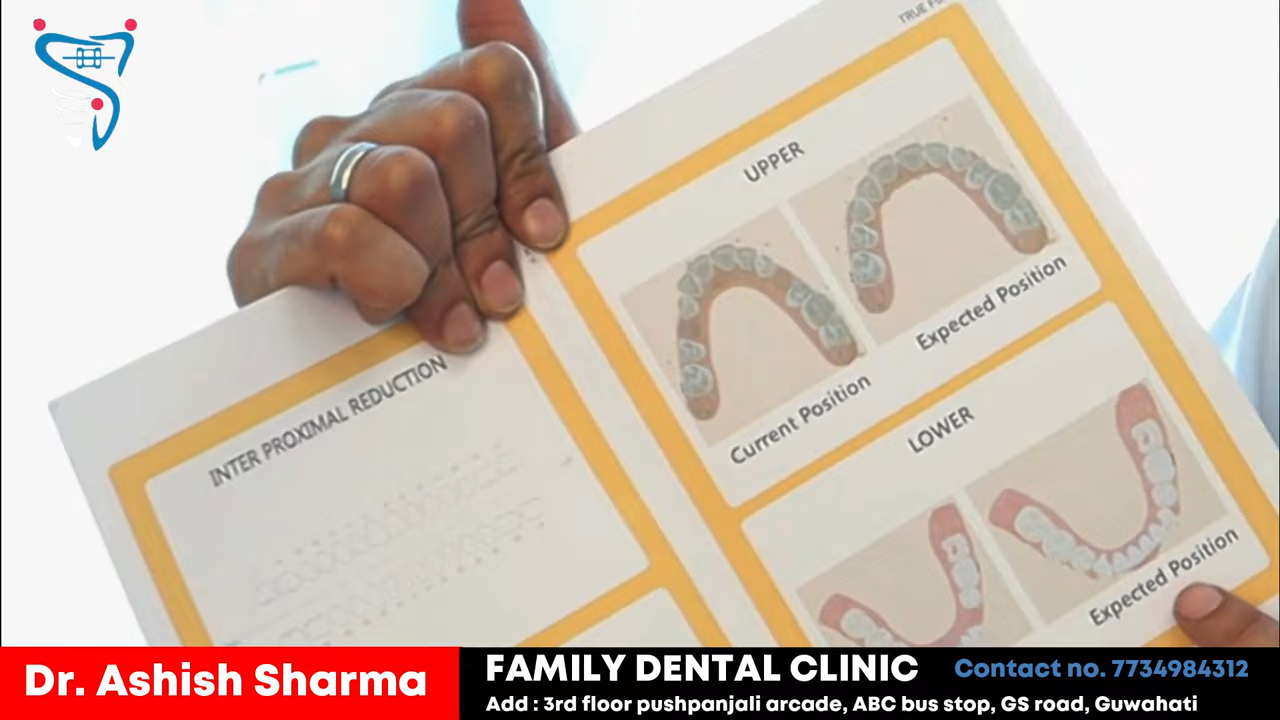 UPPER
Current Position
Expected Position
LOWER
Expected Position
INTER PROXIMAL REDUCTION
Dr. Ashish Sharma
FAMILY DENTAL CLINIC
Contact no. 7734984312
Add : 3rd floor pushpanjali arcade, ABC bus stop, GS road, Guwahati